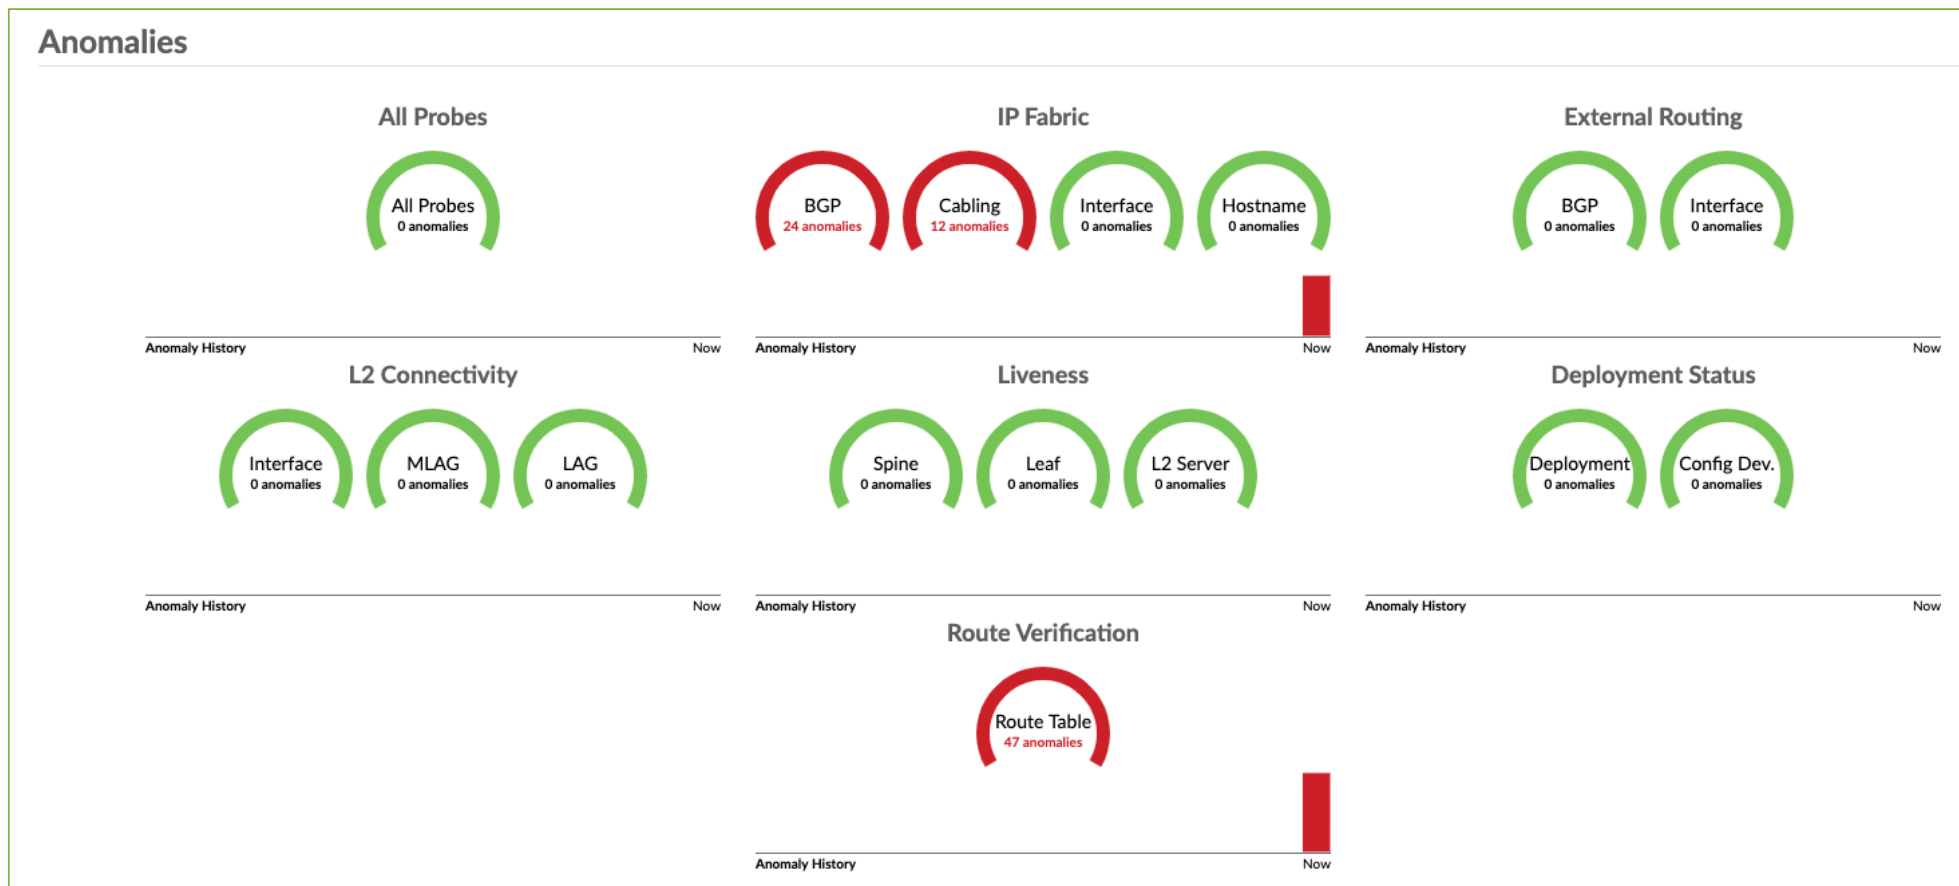 Anomalies
All Probes
All Probes
0 anomalies
Anomaly History
Now
IP Fabric
BGP
24 anomalies
Cabling
12 anomalies
Interface
0 anomalies
Hostname
0 anomalies
Anomaly History
Now
External Routing
BGP
0 anomalies
Interface
0 anomalies
Anomaly History
Now
L2 Connectivity
Interface
0 anomalies
MLAG
0 anomalies
LAG
0 anomalies
Anomaly History
Now
Liveness
Spine
0 anomalies
Leaf
0 anomalies
L2 Server
0 anomalies
Anomaly History
Now
Deployment Status
Deployment
0 anomalies
Config Dev.
0 anomalies
Anomaly History
Now
Route Verification
Route Table
47 anomalies
Anomaly History
Now